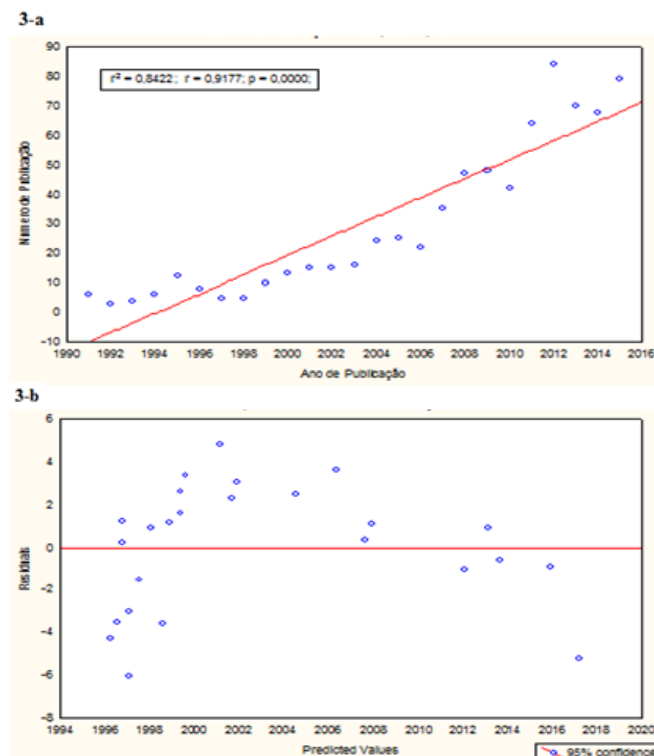 3-a
r² = 0,8422; r = 0,9177; p = 0,0000;
90
80
70
60
50
40
30
20
10
0
-10
Número de Publicação
1990 1992 1994 1996 1998 2000 2002 2004 2006 2008 2010 2012 2014 2016
Ano de Publicação
3-b
6
4
2
0
-2
-4
-6
-8
Residuals
1994 1996 1998 2000 2002 2004 2006 2008 2010 2012 2014 2016 2018 2020
Predicted Values
95% confidence